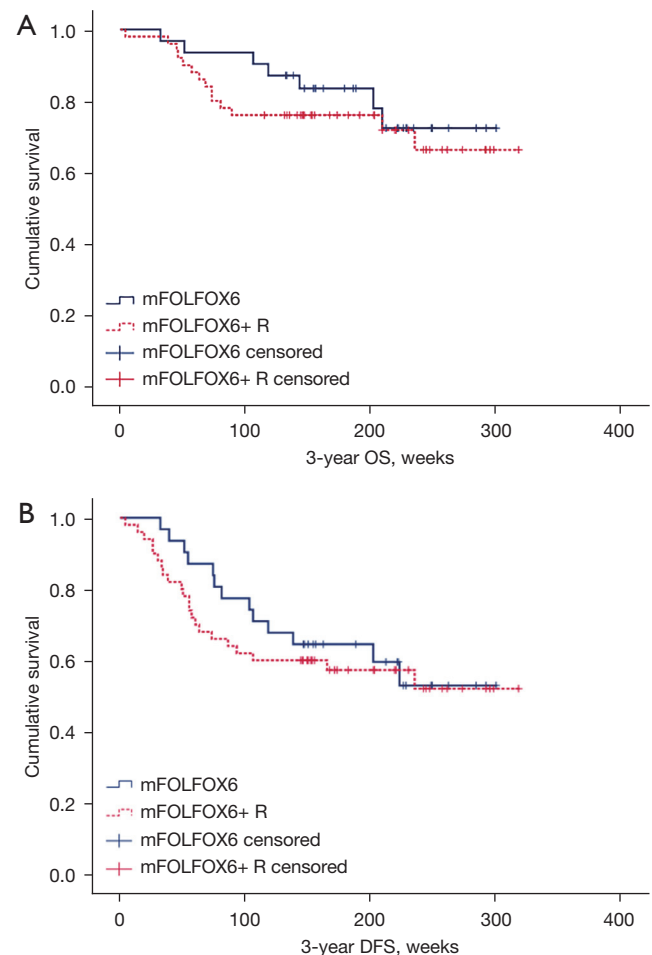 A
1.0
0.8
0.6
0.4
0.2
0.0
Cumulative survival
mFOLFOX6
mFOLFOX6+ R
mFOLFOX6 censored
mFOLFOX6+ R censored
0 100 200 300 400
3-year OS, weeks
B
1.0
0.8
0.6
0.4
0.2
0.0
Cumulative survival
mFOLFOX6
mFOLFOX6+ R
mFOLFOX6 censored
mFOLFOX6+ R censored
0 100 200 300 400
3-year DFS, weeks